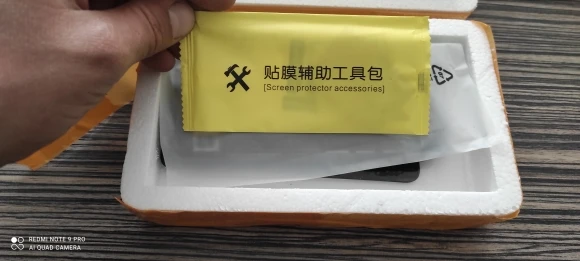 贴膜辅助工具包
[Screen protector accessories]
REDMI NOTE 9 PRO
AI QUAD CAMERA